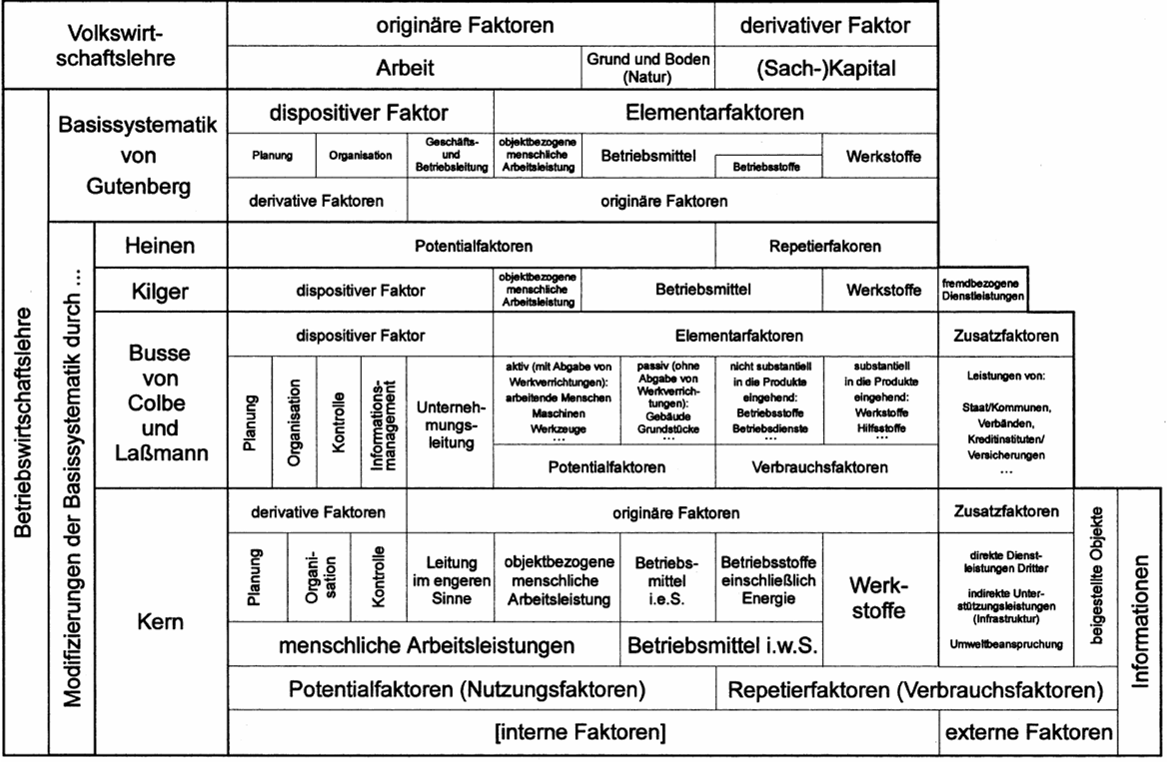 Volkswirt-
schaftslehre
originäre Faktoren
derivativer Faktor
Arbeit
Grund und Boden
(Natur)
(Sach-)Kapital
Betriebswirtschaftslehre
Basissystematik
von
Gutenberg
dispositiver Faktor
Elementarfaktoren
Planung
Organisation
Geschäfts-
und
Betriebsleitung
objektbezogene
menschliche
Arbeitsleistung
Betriebsmittel
Betriebsstoffe
Werkstoffe
derivative Faktoren
originäre Faktoren
Modifizierungen der Basissystematik durch ...
Heinen
Potentialfaktoren
Repetierfakoren
Kilger
dispositiver Faktor
objektbezogene
menschliche
Arbeitsleistung
Betriebsmittel
Werkstoffe
fremdbezogene
Dienstleistungen
Busse
von
Colbe
und
Laßmann
dispositiver Faktor
Elementarfaktoren
Zusatzfaktoren
Planung
Organisation
Kontrolle
Informations-
management
Unterneh-
mungs-
leitung
aktiv (mit Abgabe von
Werkverrichtungen):
arbeitende Menschen
Maschinen
Werkzeuge
...
passiv (ohne
Abgabe von
Werkverrich-
tungen):
Gebäude
Grundstücke
...
nicht substantiell
in die Produkte
eingehend:
Betriebsstoffe
Betriebsdienste
...
substantiell
in die Produkte
eingehend:
Werkstoffe
Hilfsstoffe
...
Leistungen von:
Staat/Kommunen,
Verbänden,
Kreditinstituten/
Versicherungen
...
Potentialfaktoren
Verbrauchsfaktoren
Kern
derivative Faktoren
originäre Faktoren
Zusatzfaktoren
beigestellte Objekte
Informationen
Planung
Organi-
sation
Kontrolle
Leitung
im engeren
Sinne
objektbezogene
menschliche
Arbeitsleistung
Betriebs-
mittel
i.e.S.
Betriebsstoffe
einschließlich
Energie
Werk-
stoffe
direkte Dienst-
leistungen Dritter
indirekte Unter-
stützungsleistungen
(Infrastruktur)
Umweltbeanspruchung
menschliche Arbeitsleistungen
Betriebsmittel i.w.S.
Potentialfaktoren (Nutzungsfaktoren)
Repetierfaktoren (Verbrauchsfaktoren)
[interne Faktoren]
externe Faktoren